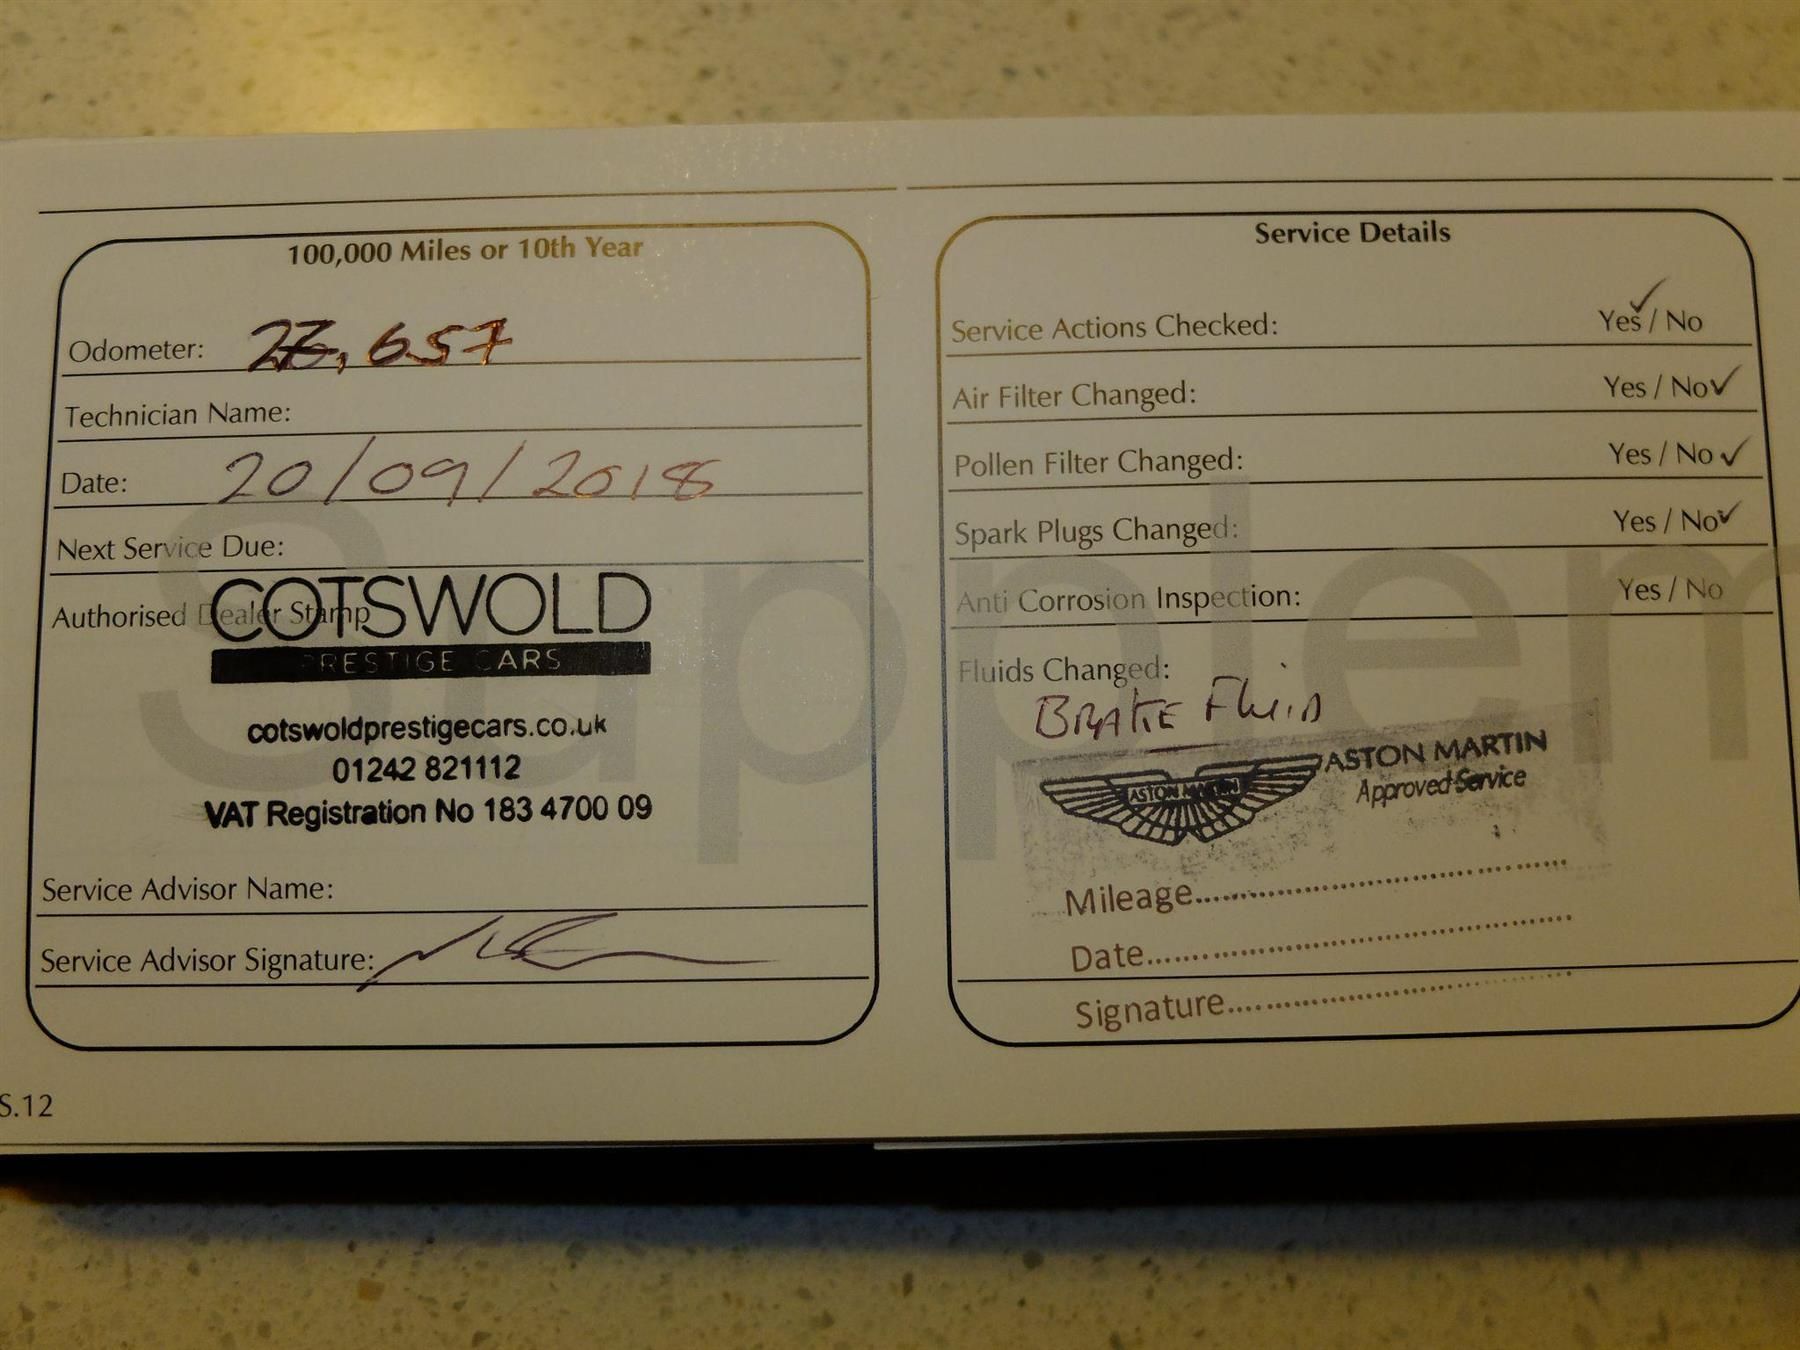 100,000 Miles or 10th Year
Odometer: ,657
Technician Name:
Date: 20/09/2018
Next Service Due:
Authorised Dealer Stamp
COTSWOLD
PRESTIGE CARS
cotswoldprestigecars.co.uk
01242 821112
VAT Registration No 183 4700 09
Service Advisor Name:
Service Advisor Signature:
S.12
Service Details
Service Actions Checked: Yes / No
Air Filter Changed: Yes / No
Pollen Filter Changed: Yes / No
Spark Plugs Changed: Yes / No
Anti Corrosion Inspection: Yes / No
Fluids Changed:
BRAKE FLUID
ASTON MARTIN
ASTON MARTIN
Approved Service
Mileage
Date
Signature
Supplem